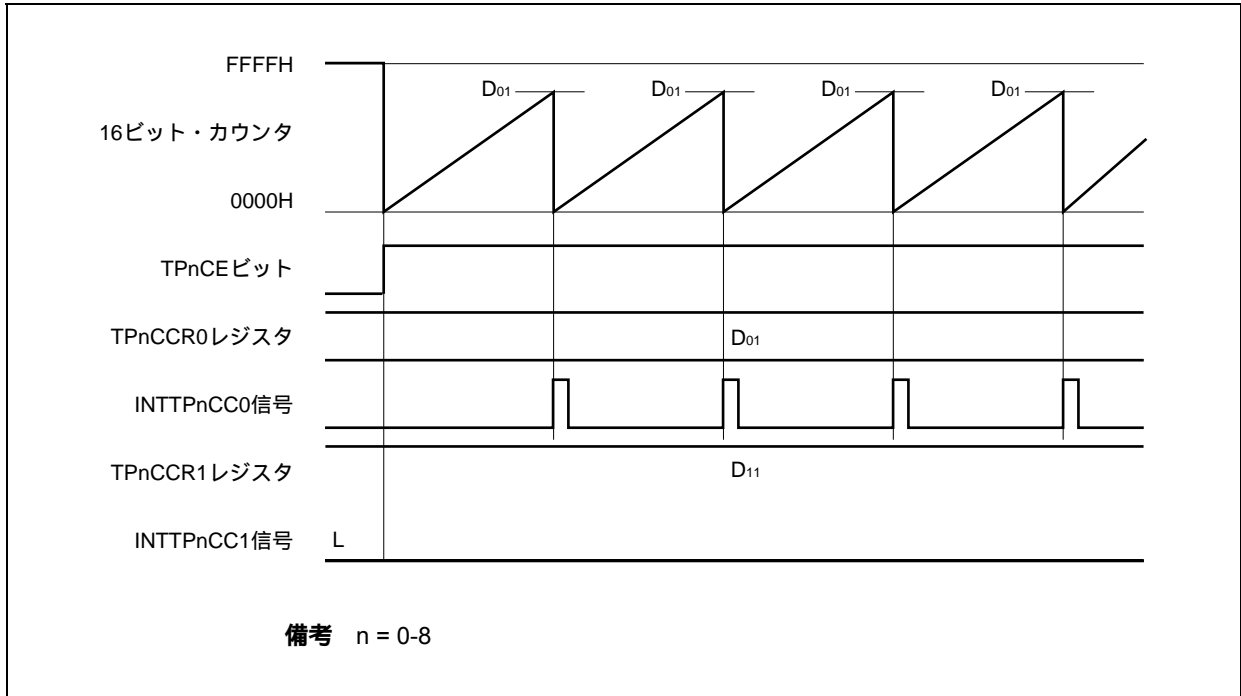 FFFFH
D01 D01 D01 D01
16ビット・カウンタ
0000H
TPnCEビット
TPnCCR0レジスタ D01
INTTPnCC0信号
TPnCCR1レジスタ D11
INTTPnCC1信号 L
備考 n = 0-8